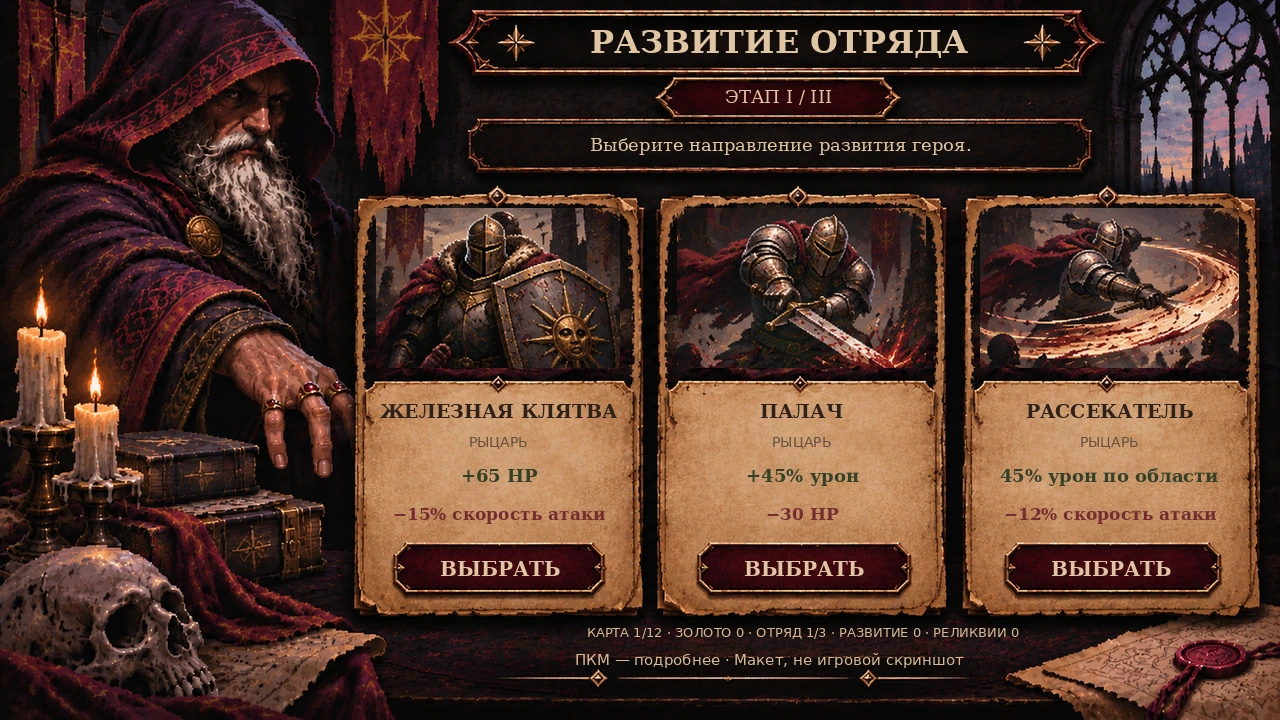 РАЗВИТИЕ ОТРЯДА
ЭТАП I / III
Выберите направление развития героя.
ЖЕЛЕЗНАЯ КЛЯТВА
РЫЦАРЬ
+65 HP
−15% скорость атаки
ВЫБРАТЬ
ПАЛАЧ
РЫЦАРЬ
+45% урон
−30 HP
ВЫБРАТЬ
РАССЕКАТЕЛЬ
РЫЦАРЬ
45% урон по области
−12% скорость атаки
ВЫБРАТЬ
КАРТА 1/12 · ЗОЛОТО 0 · ОТРЯД 1/3 · РАЗВИТИЕ 0 · РЕЛИКВИИ 0
ПКМ — подробнее · Макет, не игровой скриншот